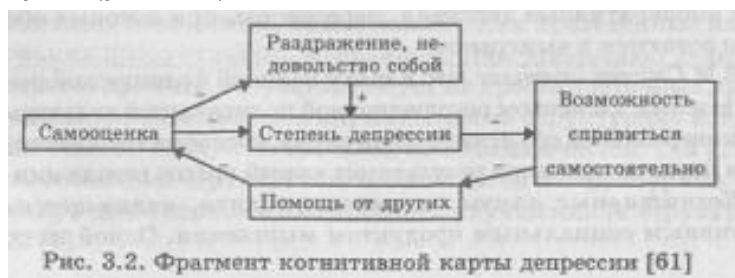 Раздражение, не-
довольство собой
Возможность
справиться
самостоятельно
Самооценка
Степень депрессии
Помощь от других
Рис. 3.2. Фрагмент когнитивной карты депрессии [61]